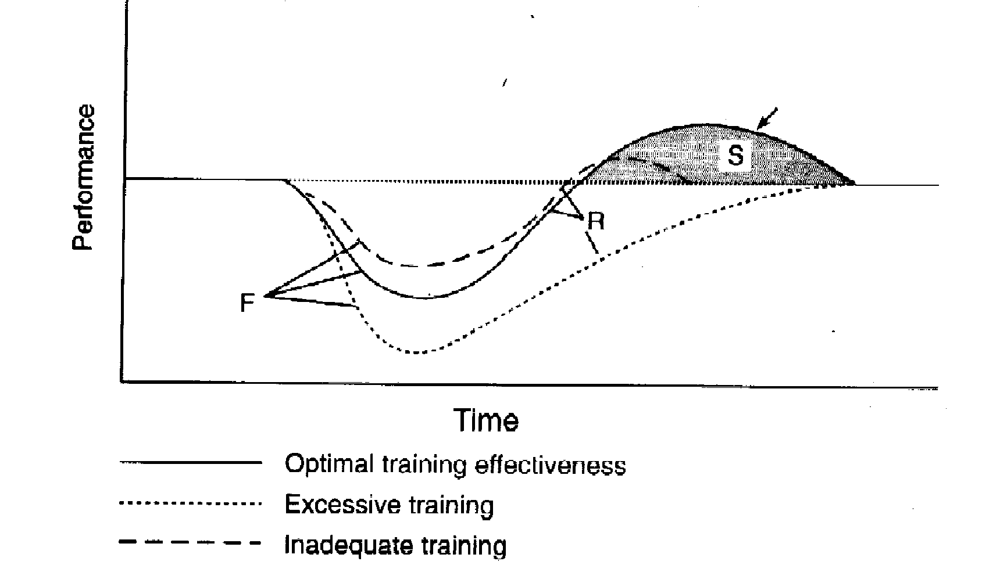 Performance
S
R
F
Time
Optimal training effectiveness
Excessive training
Inadequate training